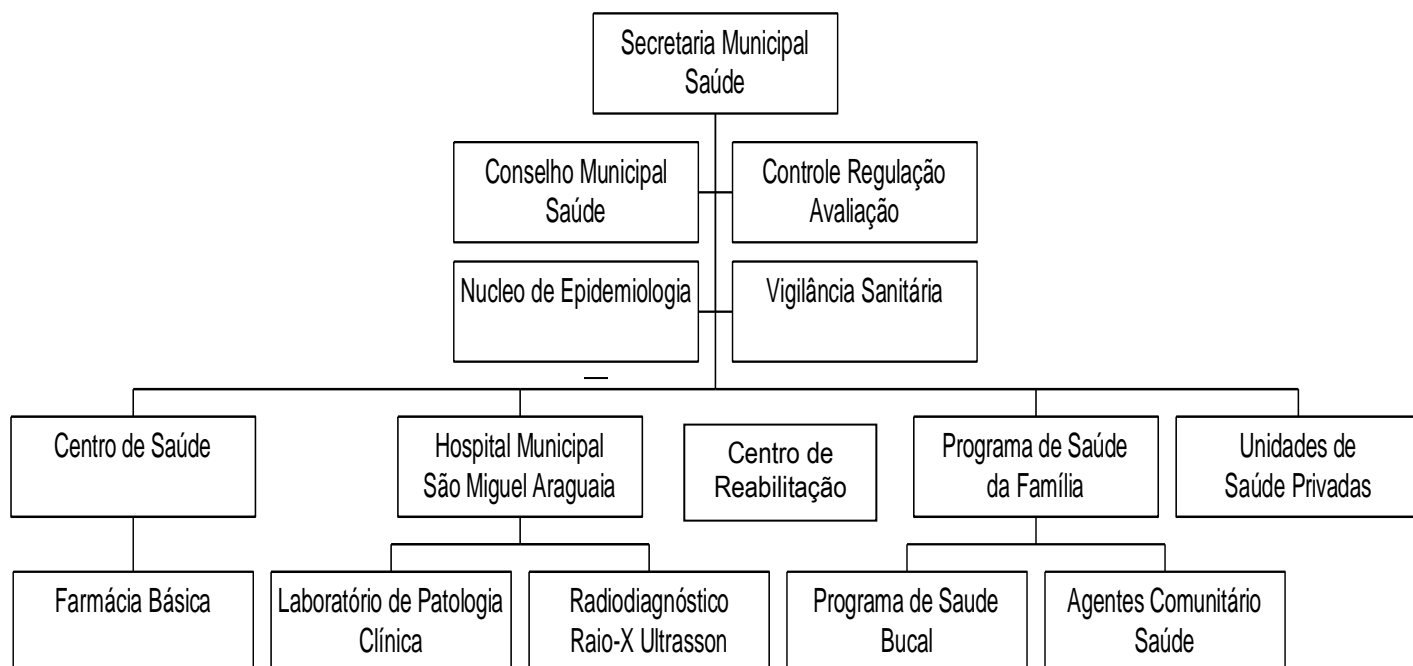 Secretaria Municipal
Saúde
Conselho Municipal
Saúde
Controle Regulação
Avaliação
Nucleo de Epidemiologia
Vigilância Sanitária
Centro de Saúde
Hospital Municipal
São Miguel Araguaia
Centro de
Reabilitação
Programa de Saúde
da Família
Unidades de
Saúde Privadas
Farmácia Básica
Laboratório de Patologia
Clínica
Radiodiagnóstico
Raio-X Ultrasson
Programa de Saude
Bucal
Agentes Comunitário
Saúde